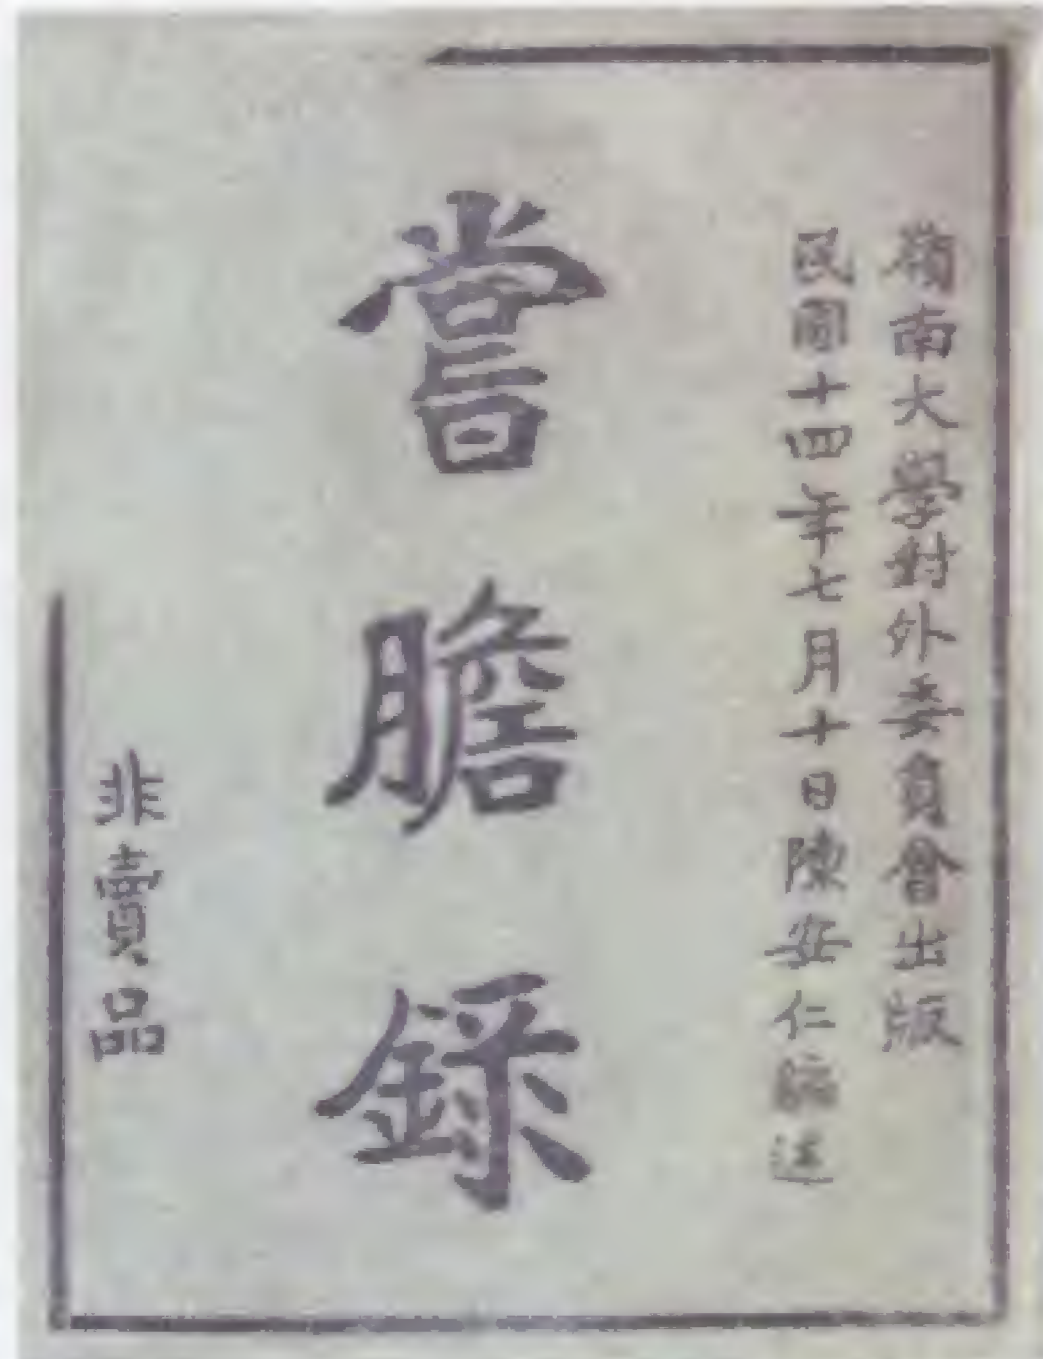 嶺南大學對外委員會出版
民國十四年七月十日陳安仁編述
嘗膽録
非賣品